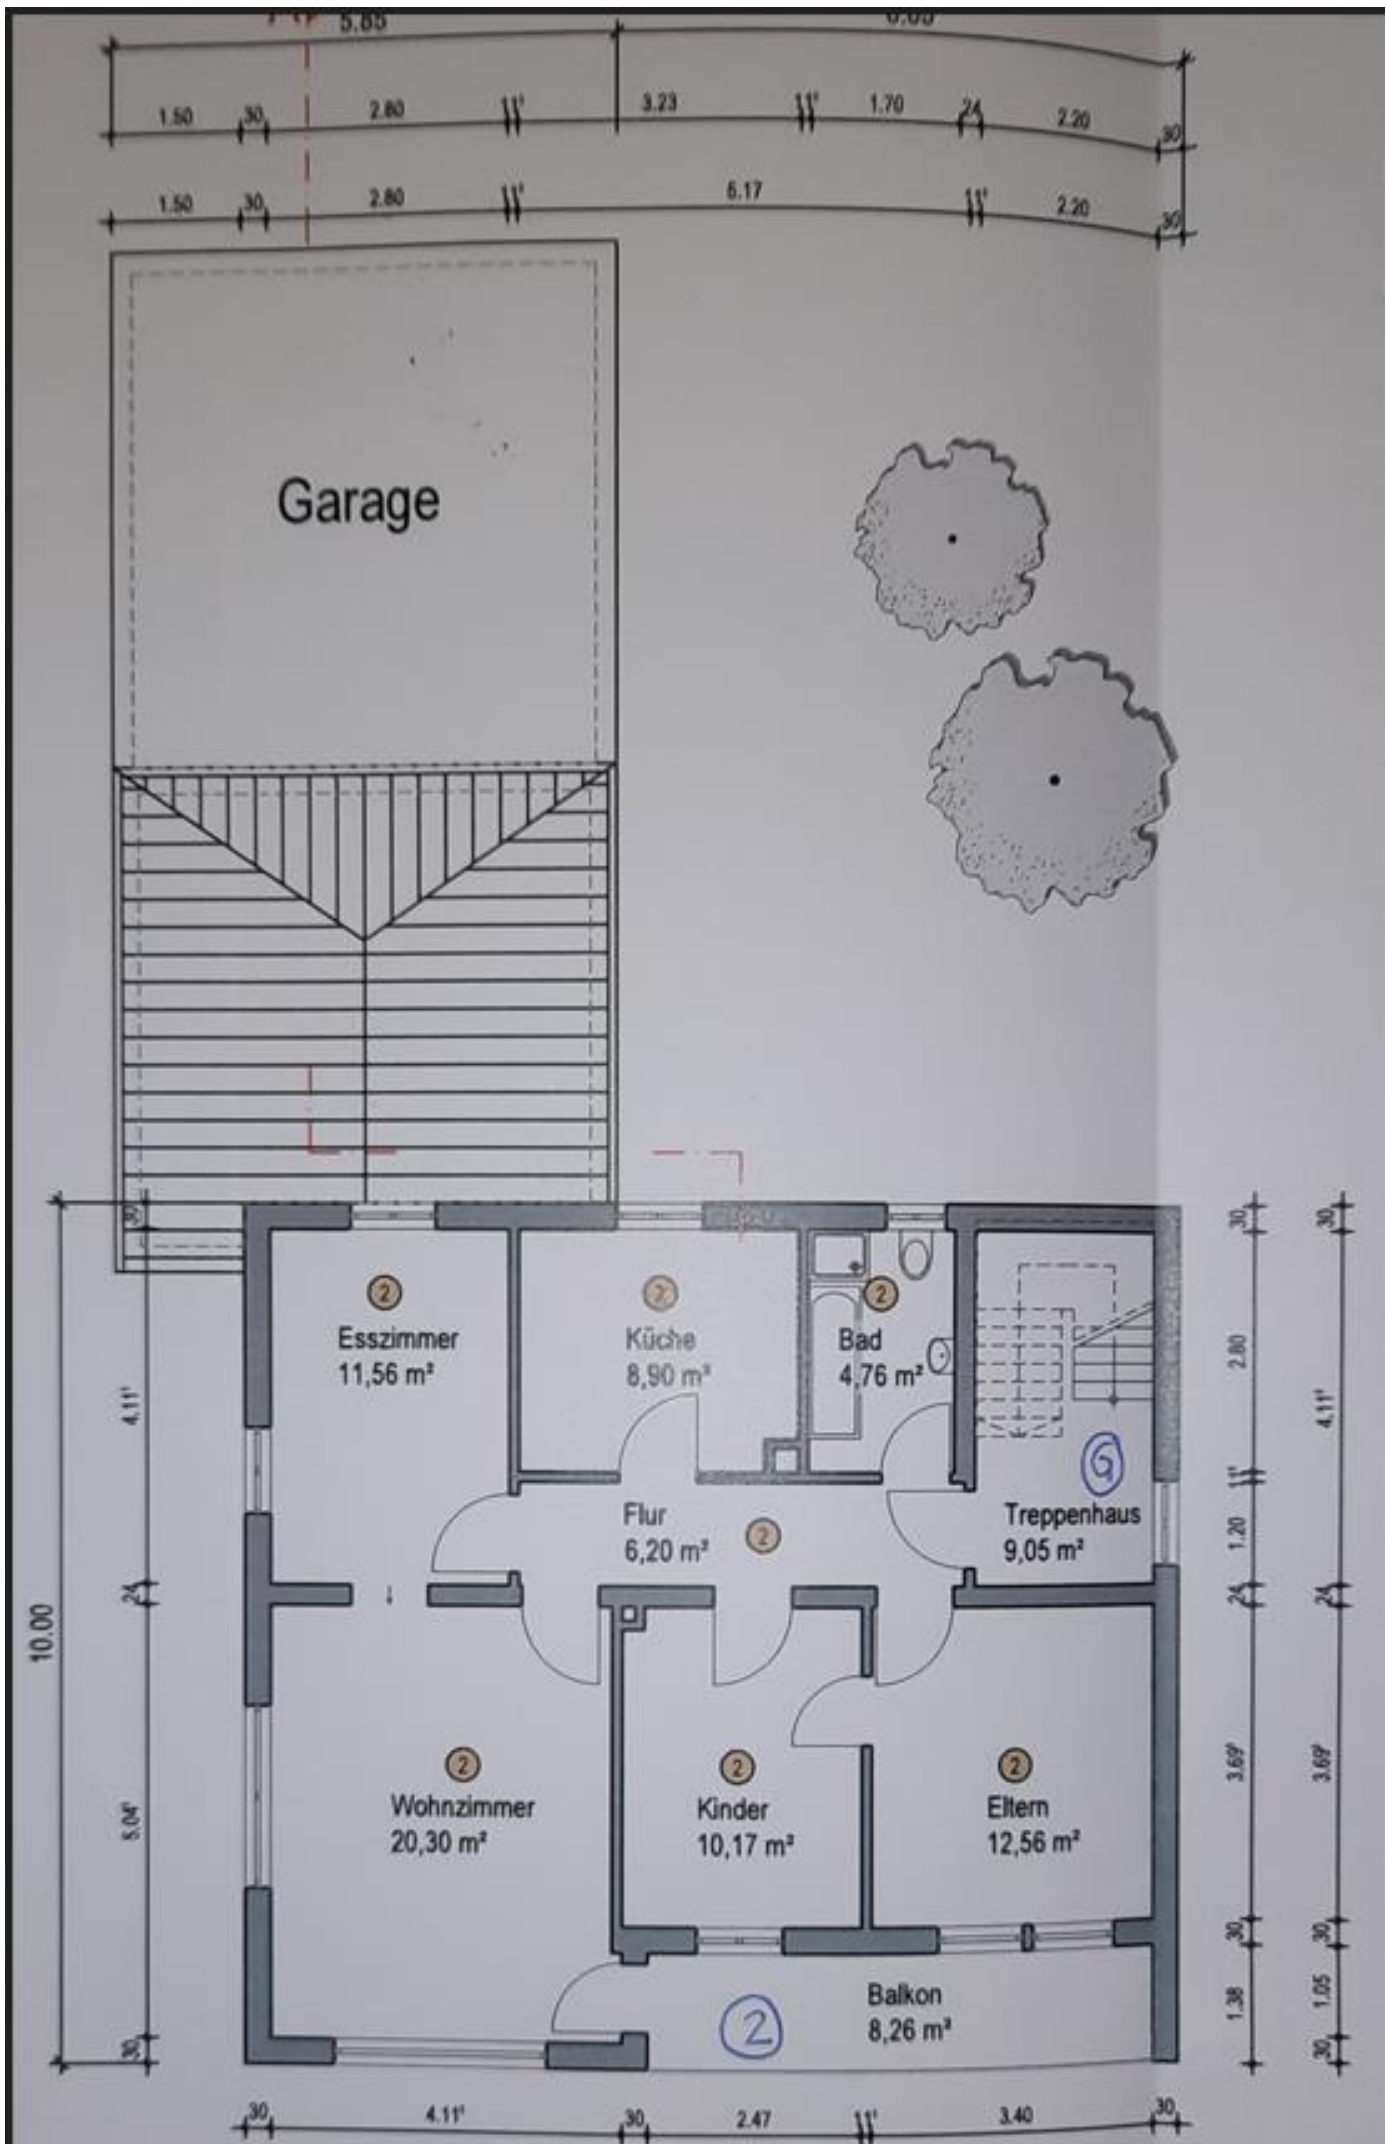 5.85
1.50 30 2.80 11⁵ 3.23 11⁵ 1.70 24 2.20 30
1.50 30 2.80 11⁵ 5.17 11⁵ 2.20 30
Garage
2
Esszimmer
11,56 m²
2
Küche
8,90 m²
2
Bad
4,76 m²
G
Treppenhaus
9,05 m²
Flur
6,20 m²
2
2
Wohnzimmer
20,30 m²
2
Kinder
10,17 m²
2
Eltern
12,56 m²
Balkon
8,26 m²
2
10.00
30
4.11⁵
24
5.04⁵
30
30
2.80
11⁵
1.20
24
3.69⁵
30
1.38
30
4.11⁵
24
3.69⁵
30
1.05
30
30 4.11⁵ 30 2.47 11⁵ 3.40 30